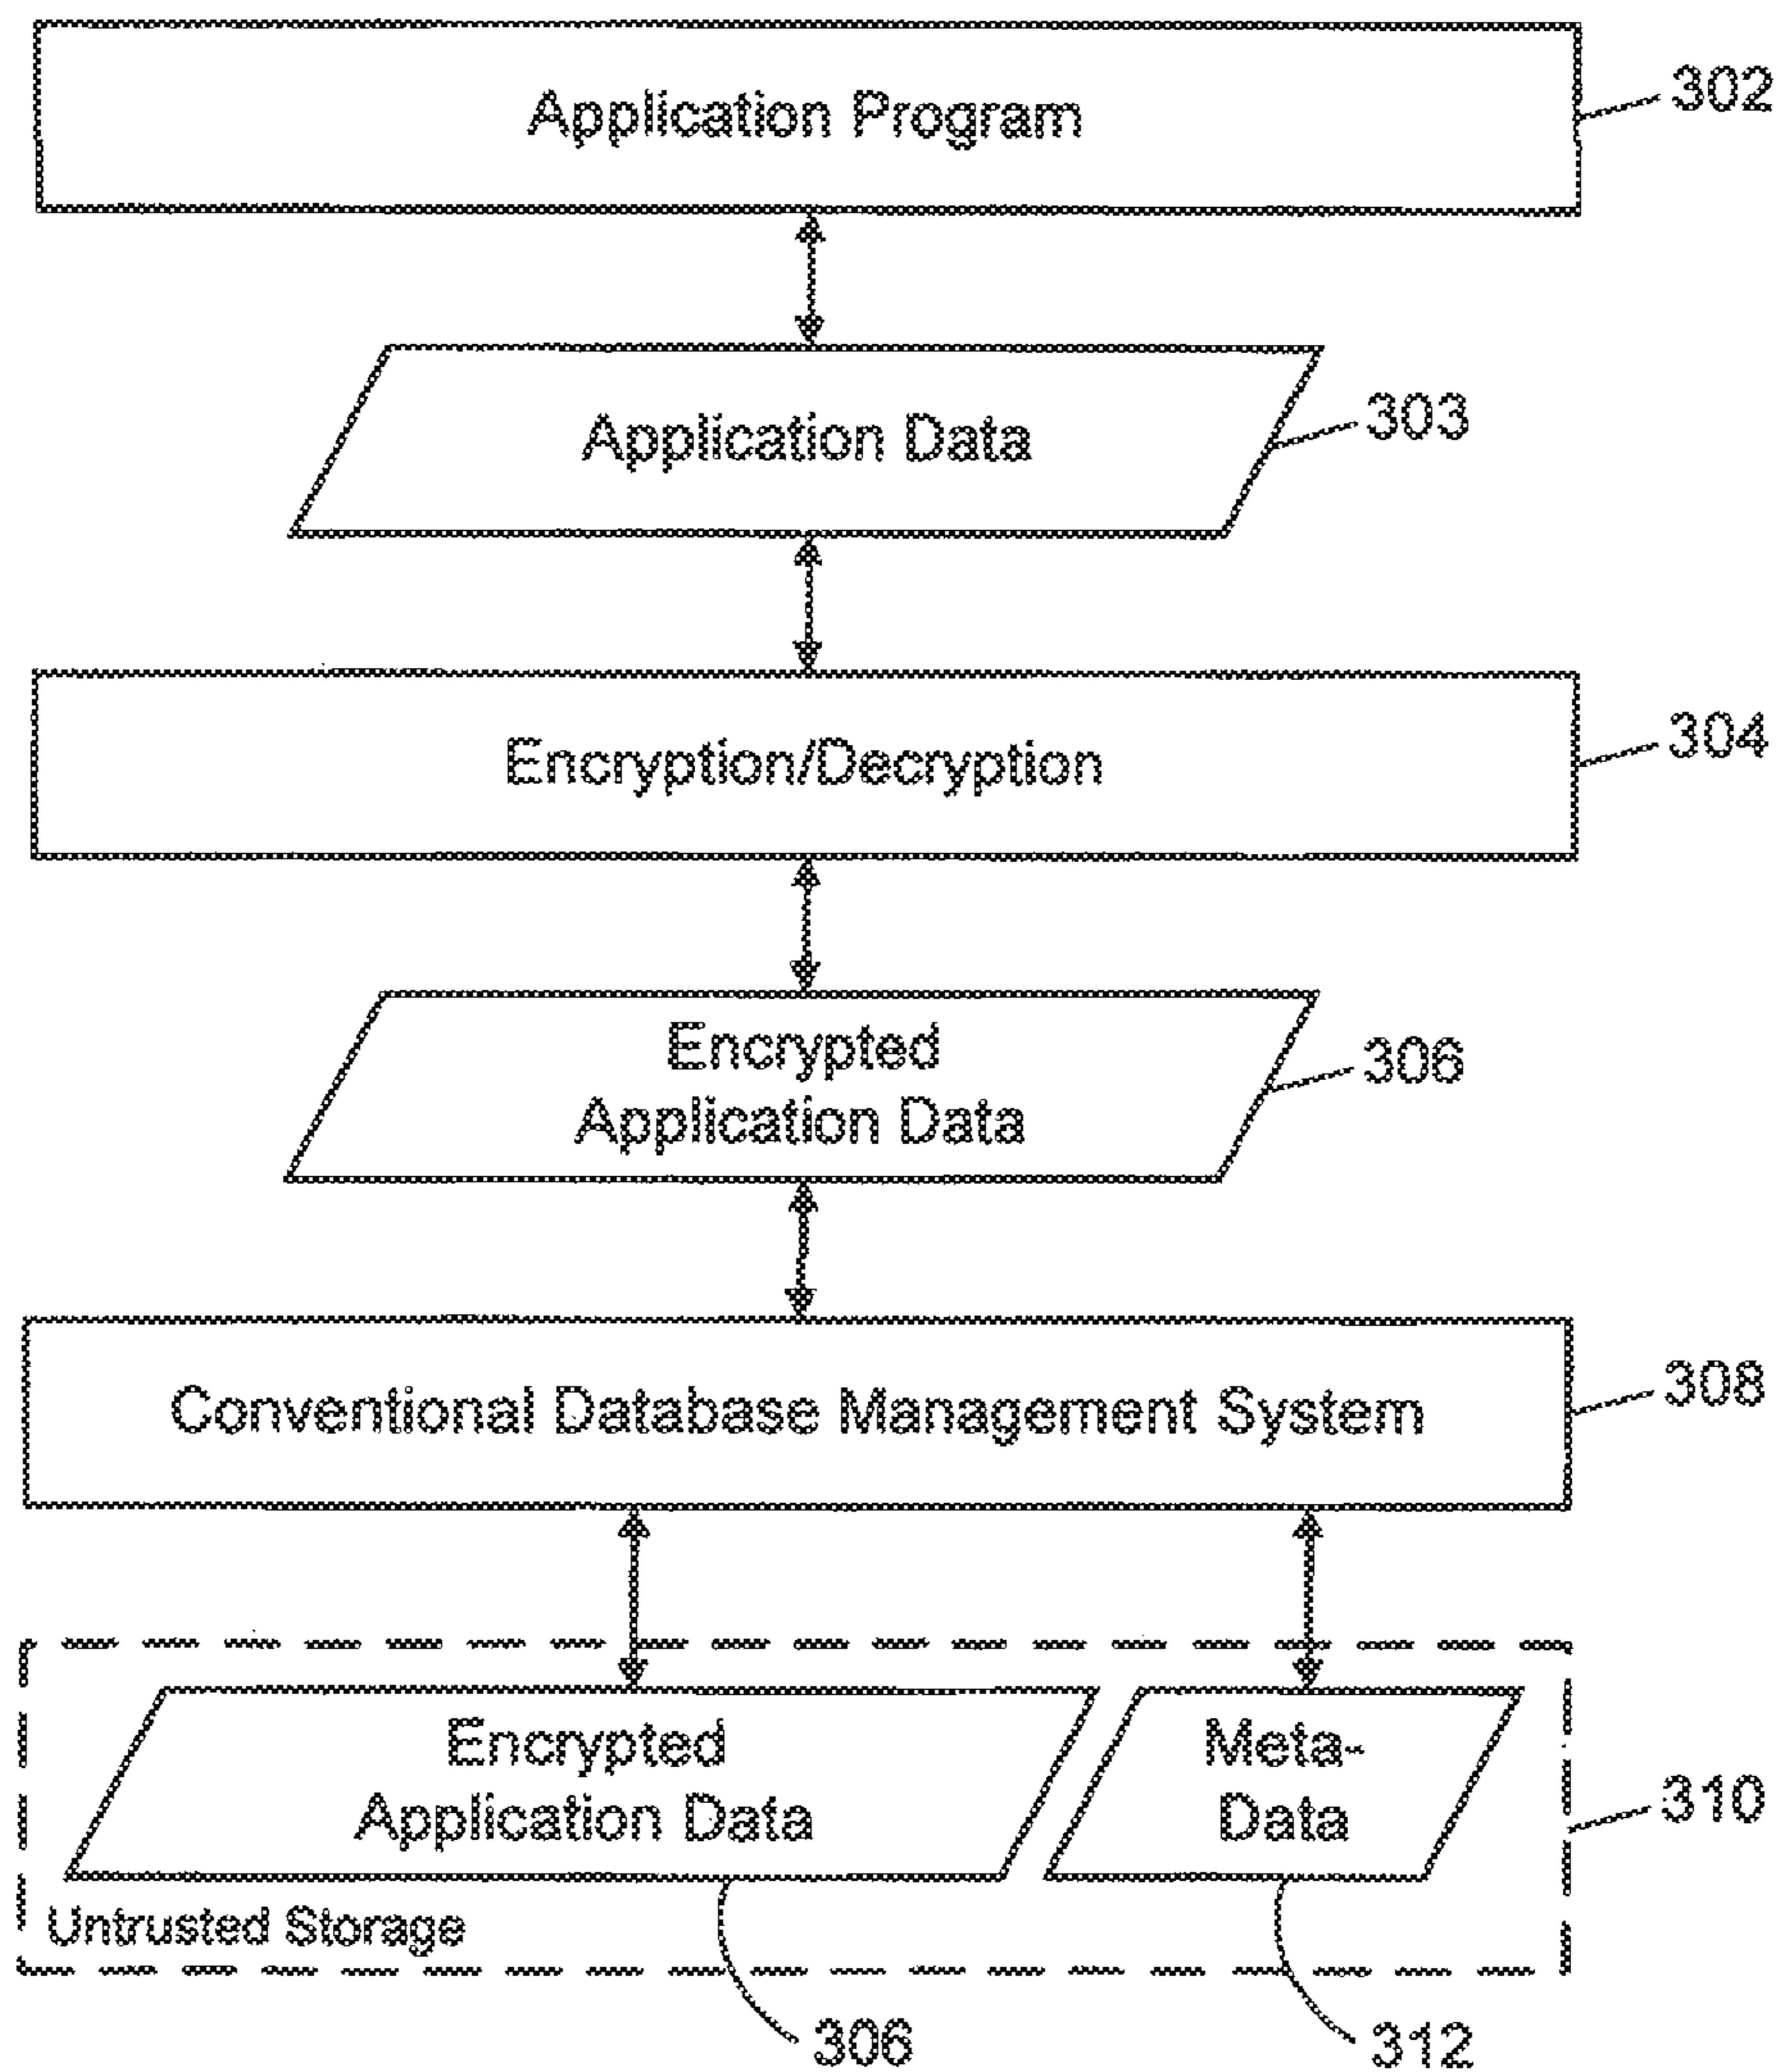 Application Program
302
Application Data
303
Encryption/Decryption
304
Encrypted
Application Data
306
Conventional Database Management System
308
Encrypted
Application Data
Meta-
Data
310
Untrusted Storage
306
312